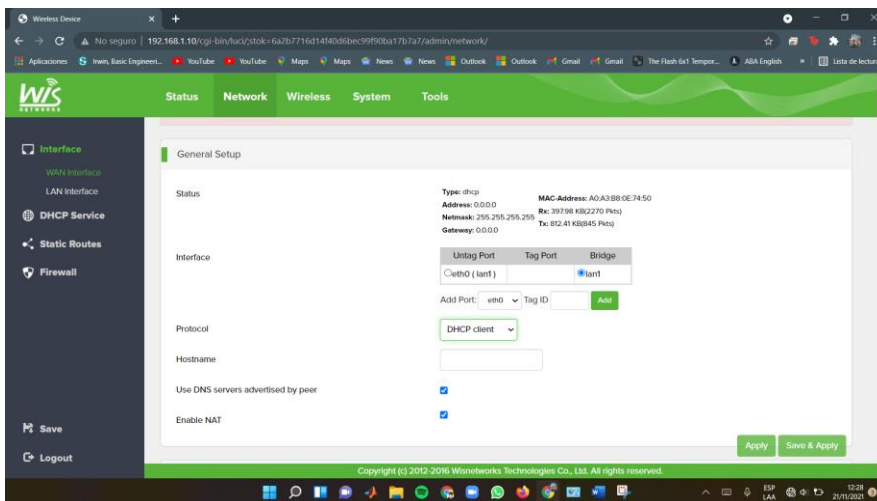 Wireless Device
No seguro
192.168.1.10/cgi-bin/luci/;stok=6a2b7716d14f40d6bec99f90ba17b7a7/admin/network/
Aplicaciones
Irwin, Basic Engineeri...
YouTube
YouTube
Maps
Maps
News
News
Outlook
Outlook
Gmail
Gmail
The Flash 6x1 Tempor...
ABA English
Lista de lectura
WiS
NETWORKS
Status
Network
Wireless
System
Tools
Interface
WAN Interface
LAN Interface
DHCP Service
Static Routes
Firewall
Save
Logout
General Setup
Status
Type: dhcp
Address: 0.0.0.0
Netmask: 255.255.255.255
Gateway: 0.0.0.0
MAC-Address: A0:A3:B8:0E:74:50
Rx: 397.98 KB(2270 Pkts)
Tx: 812.41 KB(845 Pkts)
Interface
Untag Port
Tag Port
Bridge
eth0 ( lan1 )
lan1
Add Port:
eth0
Tag ID
Add
Protocol
DHCP client
Hostname
Use DNS servers advertised by peer
Enable NAT
Apply
Save & Apply
Copyright (c) 2012-2016 Wisnetworks Technologies Co., Ltd. All rights reserved.
ESP
LAA
12:28
21/11/2021